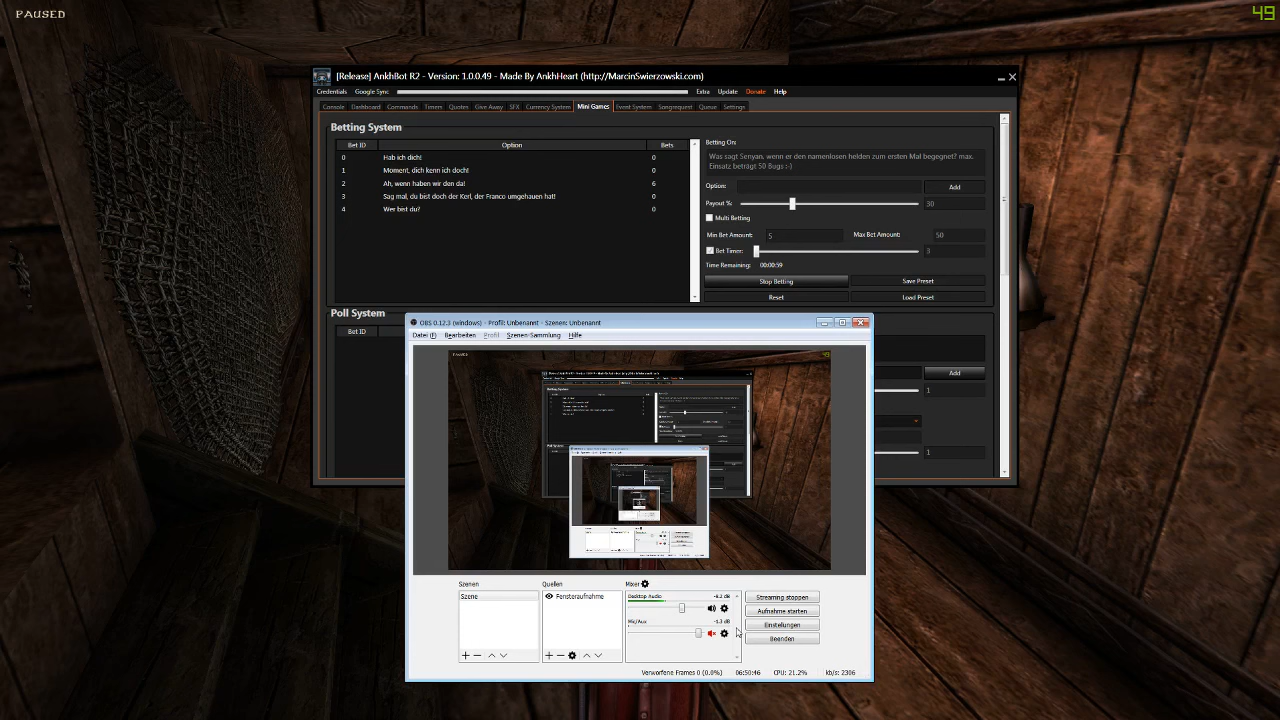 PAUSED
49
[Release] AnkhBot R2 - Version: 1.0.0.49 - Made By AnkhHeart (http://MarcinSwierzowski.com)
Credentials Google Sync Extra Update Donate Help
Console Dashboard Commands Timers Quotes Give Away SFX Currency System Mini Games Event System Songrequest Queue Settings
Betting System
Bet ID Option Bets
0 Hab ich dich! 0
1 Moment, dich kenn ich doch! 0
2 Ah, wenn haben wir den da! 6
3 Sag mal, du bist doch der Kerl, der Franco umgehauen hat! 0
4 Wer bist du? 0
Betting On:
Was sagt Senyan, wenn er den namenlosen helden zum ersten Mal begegnet? max.
Einsatz beträgt 50 Bugs :-)
Option: Add
Payout % 30
Multi Betting
Min Bet Amount: 5 Max Bet Amount: 50
Bet Timer: 3
Time Remaining: 00:00:59
Stop Betting Save Preset
Reset Load Preset
Poll System
Bet ID
Add
1
1
OBS 0.12.3 (windows) - Profil: Unbenannt - Szenen: Unbenannt
Datei (F) Bearbeiten Profil Szenen-Sammlung Hilfe
PAUSED
Szenen Quellen Mixer
Szene Fensteraufnahme Desktop Audio -8.2 dB Streaming stoppen
Aufnahme starten
Mic/Aux -1.3 dB Einstellungen
Beenden
Verworfene Frames 0 (0.0%) 06:50:46 CPU: 21.2% kb/s: 2306